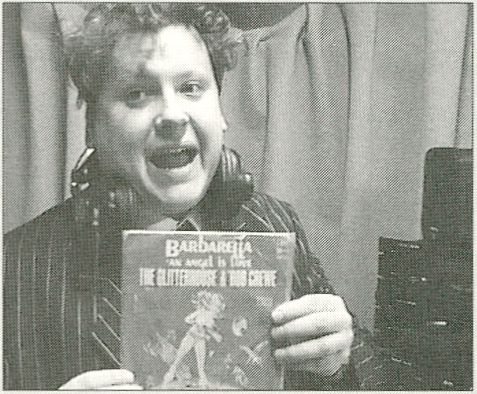 BARBARELLA
'AN ANGEL IS LOVE'
THE GLITTERHOUSE & BOB CREWE